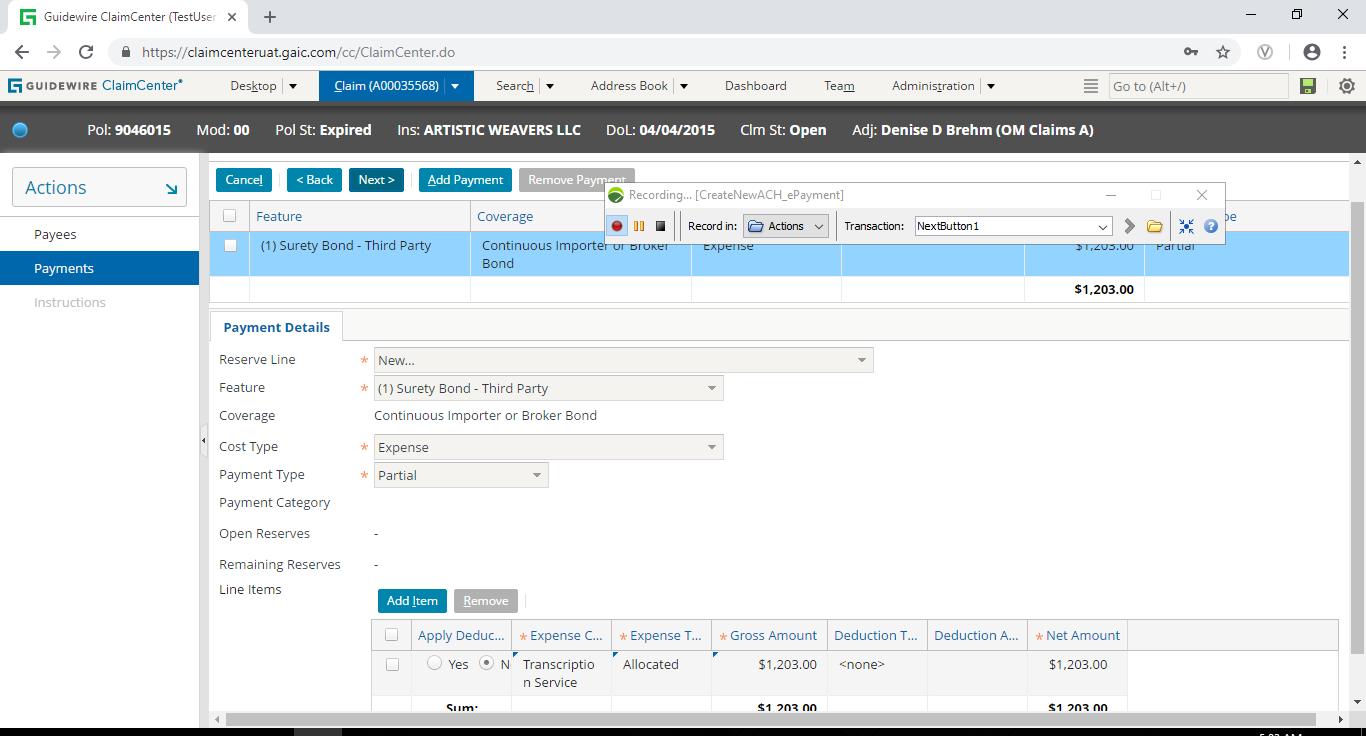 Guidewire ClaimCenter (TestUser
https://claimcenteruat.gaic.com/cc/ClaimCenter.do
GUIDEWIRE ClaimCenter Desktop Claim (A00035568) Search Address Book Dashboard Team Administration Go to (Alt+/)
Pol: 9046015 Mod: 00 Pol St: Expired Ins: ARTISTIC WEAVERS LLC DoL: 04/04/2015 Clm St: Open Adj: Denise D Brehm (OM Claims A)
Actions
Payees
Payments
Instructions
Cancel < Back Next > Add Payment Remove Payment
Recording... [CreateNewACH_ePayment]
Record in: Actions Transaction: NextButton1
Feature Coverage
(1) Surety Bond - Third Party Continuous Importer or Broker Bond Expense $1,203.00 Partial
$1,203.00
Payment Details
Reserve Line * New...
Feature * (1) Surety Bond - Third Party
Coverage Continuous Importer or Broker Bond
Cost Type * Expense
Payment Type * Partial
Payment Category
Open Reserves -
Remaining Reserves -
Line Items
Add Item Remove
Apply Deduc... * Expense C... * Expense T... * Gross Amount Deduction T... Deduction A... * Net Amount
Yes N Transcriptio Allocated $1,203.00 <none> $1,203.00
n Service
Sum: $1,203.00 $1,203.00